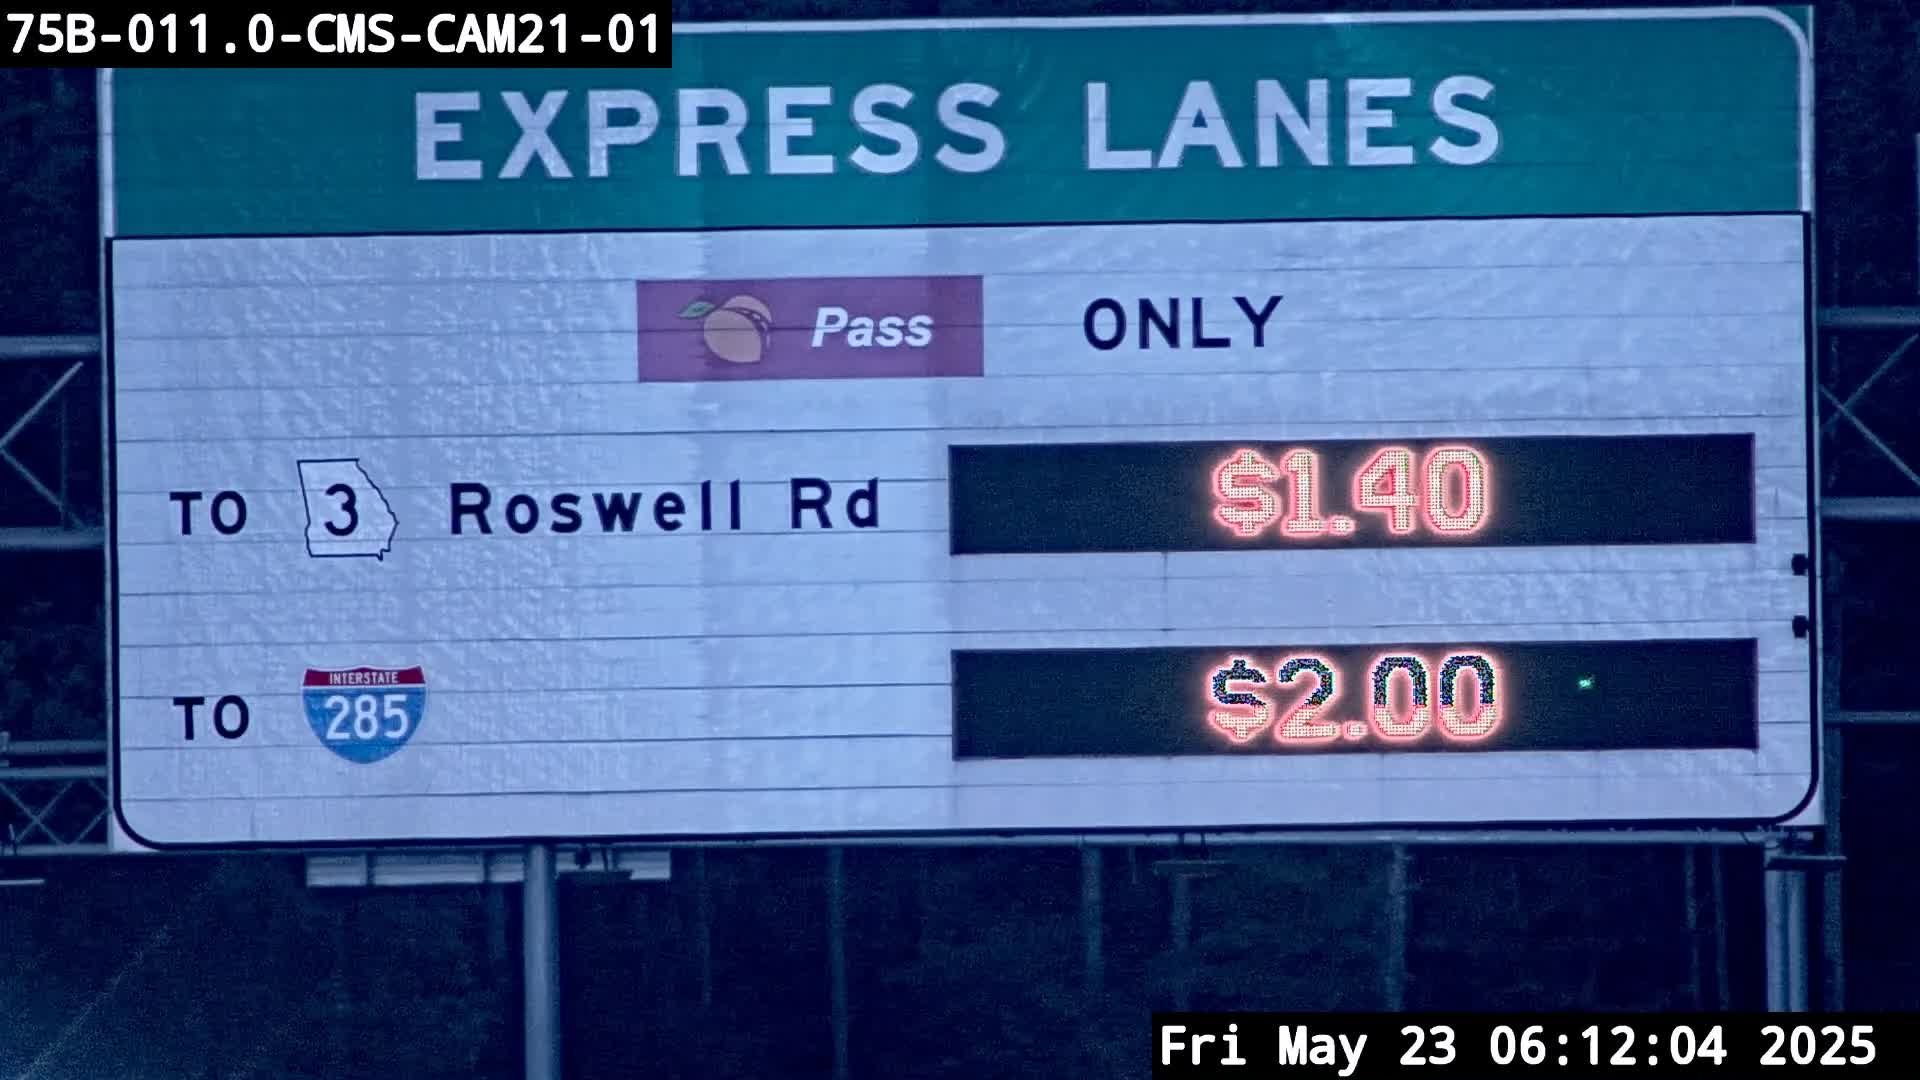 75B-011.0-CMS-CAM21-01
EXPRESS LANES
Pass ONLY
TO 3 Roswell Rd $1.40
INTERSTATE
TO 285 $2.00
Fri May 23 06:12:04 2025